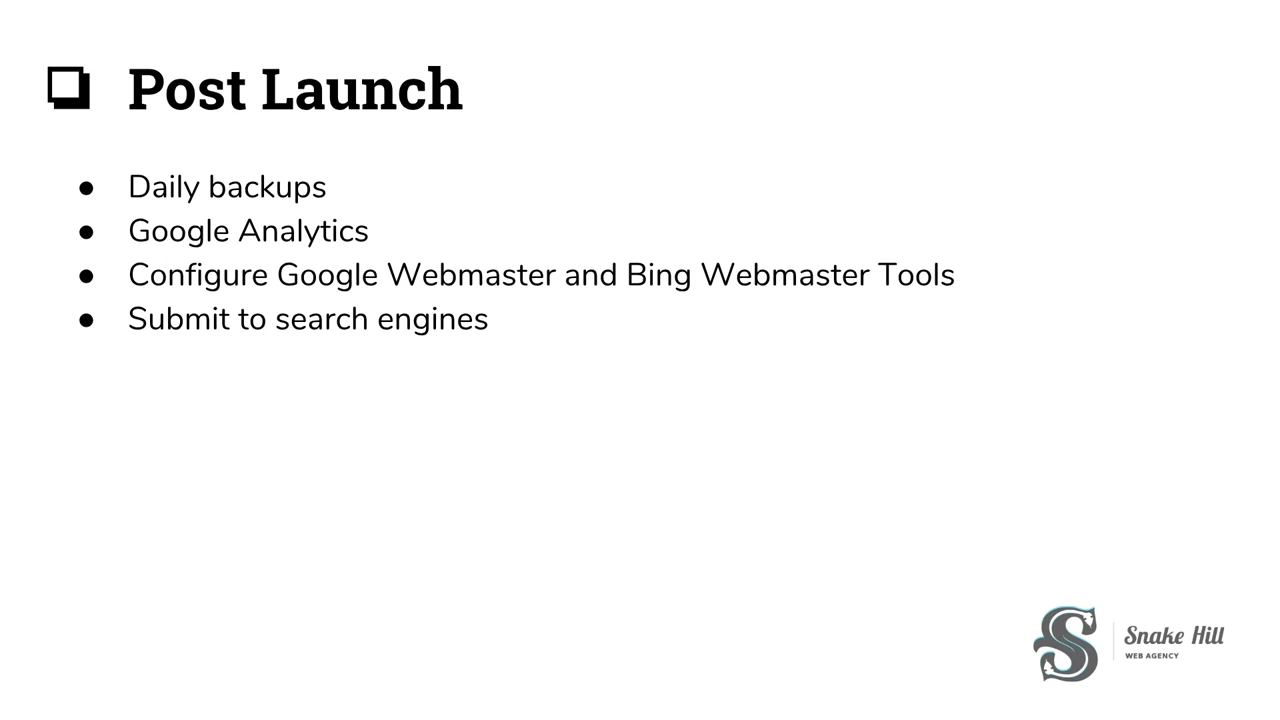 ❏ Post Launch
● Daily backups
● Google Analytics
● Configure Google Webmaster and Bing Webmaster Tools
● Submit to search engines
S
Snake Hill
WEB AGENCY